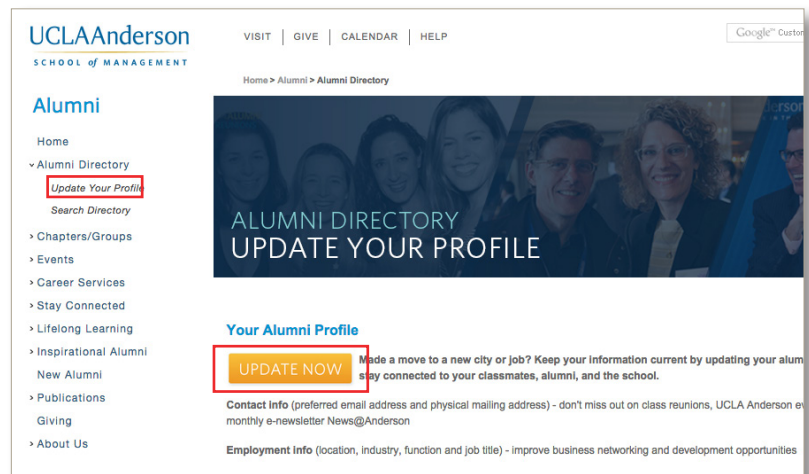 UCLAAnderson
SCHOOL of MANAGEMENT
VISIT | GIVE | CALENDAR | HELP
Google™ Custom
Home > Alumni > Alumni Directory
Alumni
Home
Alumni Directory
Update Your Profile
Search Directory
Chapters/Groups
Events
Career Services
Stay Connected
Lifelong Learning
Inspirational Alumni
New Alumni
Publications
Giving
About Us
ALUMNI DIRECTORY
UPDATE YOUR PROFILE
Your Alumni Profile
UPDATE NOW
Made a move to a new city or job? Keep your information current by updating your alum
stay connected to your classmates, alumni, and the school.
Contact info (preferred email address and physical mailing address) - don't miss out on class reunions, UCLA Anderson ev
monthly e-newsletter News@Anderson
Employment info (location, industry, function and job title) - improve business networking and development opportunities